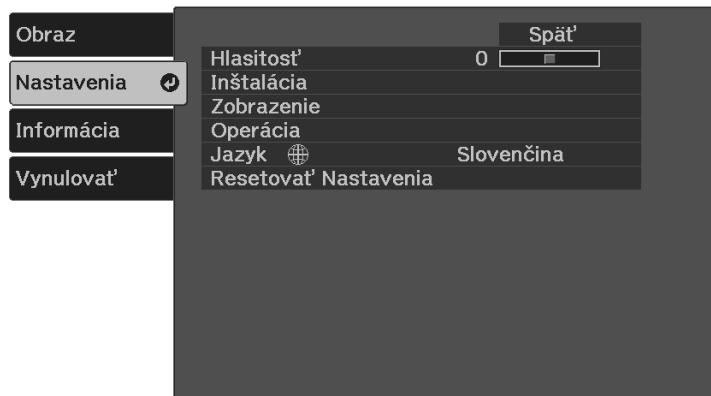 Obraz
Nastavenia
Informácia
Vynulovať
Späť
Hlasitosť 0
Inštalácia
Zobrazenie
Operácia
Jazyk Slovenčina
Resetovať Nastavenia